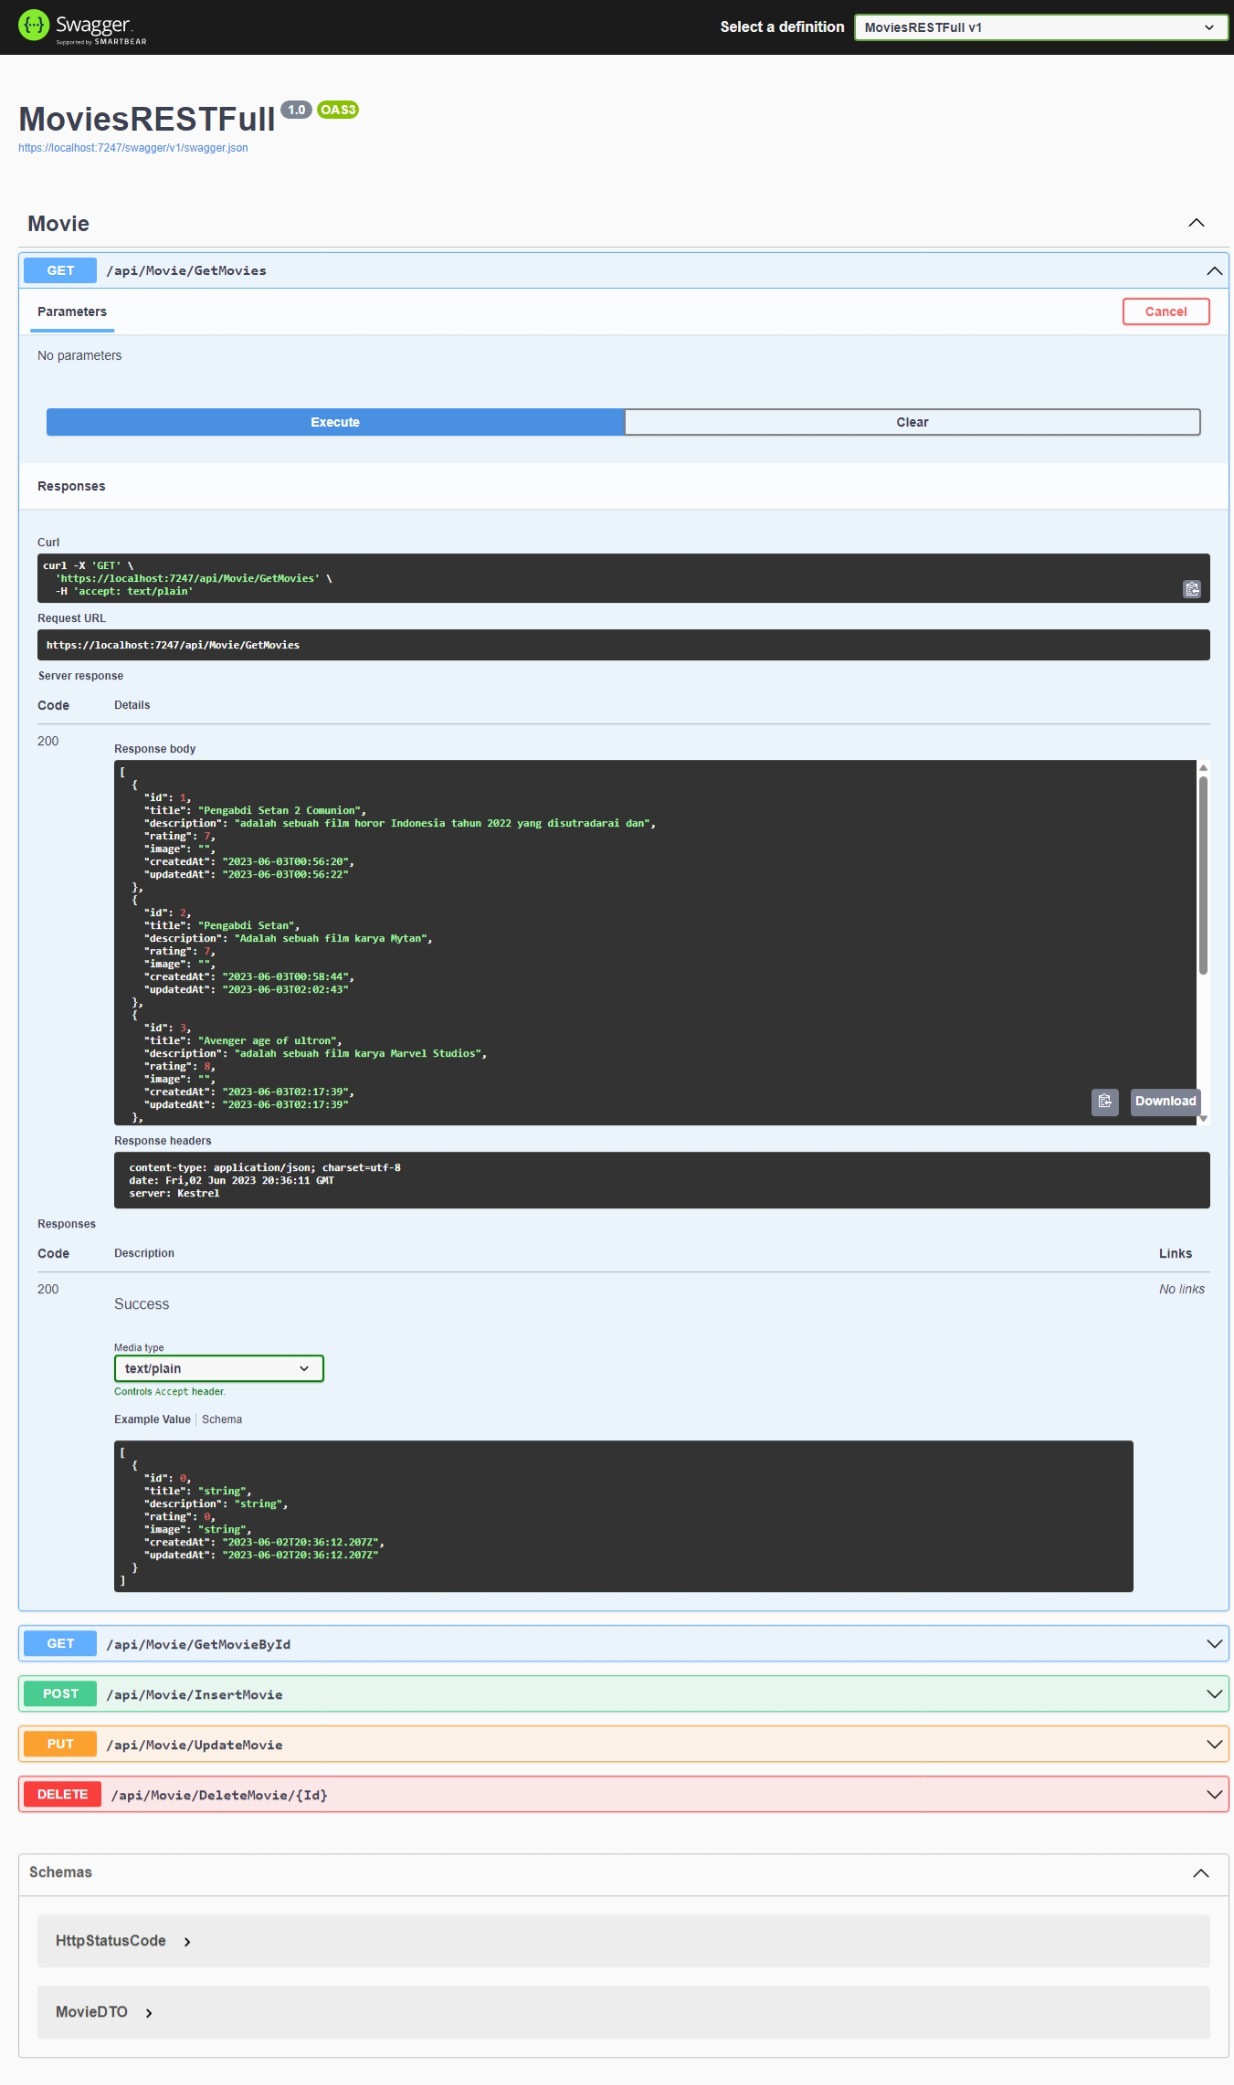 Swagger
Supported by SMARTBEAR
Select a definition
MoviesRESTFull v1
MoviesRESTFull 1.0 OAS3
https://localhost:7247/swagger/v1/swagger.json
Movie
GET /api/Movie/GetMovies
Parameters
Cancel
No parameters
Execute
Clear
Responses
Curl
curl -X 'GET' \
  'https://localhost:7247/api/Movie/GetMovies' \
  -H 'accept: text/plain'
Request URL
https://localhost:7247/api/Movie/GetMovies
Server response
Code Details
200
Response body
[
  {
    "id": 1,
    "title": "Pengabdi Setan 2 Comunion",
    "description": "adalah sebuah film horor Indonesia tahun 2022 yang disutradarai dan",
    "rating": 7,
    "image": "",
    "createdAt": "2023-06-03T00:56:20",
    "updatedAt": "2023-06-03T00:56:22"
  },
  {
    "id": 2,
    "title": "Pengabdi Setan",
    "description": "Adalah sebuah film karya Mytan",
    "rating": 7,
    "image": "",
    "createdAt": "2023-06-03T00:58:44",
    "updatedAt": "2023-06-03T02:02:43"
  },
  {
    "id": 3,
    "title": "Avenger age of ultron",
    "description": "adalah sebuah film karya Marvel Studios",
    "rating": 8,
    "image": "",
    "createdAt": "2023-06-03T02:17:39",
    "updatedAt": "2023-06-03T02:17:39"
  },
Download
Response headers
content-type: application/json; charset=utf-8
date: Fri,02 Jun 2023 20:36:11 GMT
server: Kestrel
Responses
Code Description Links
200
Success
No links
Media type
text/plain
Controls Accept header.
Example Value Schema
[
  {
    "id": 0,
    "title": "string",
    "description": "string",
    "rating": 0,
    "image": "string",
    "createdAt": "2023-06-02T20:36:12.207Z",
    "updatedAt": "2023-06-02T20:36:12.207Z"
  }
]
GET /api/Movie/GetMovieById
POST /api/Movie/InsertMovie
PUT /api/Movie/UpdateMovie
DELETE /api/Movie/DeleteMovie/{Id}
Schemas
HttpStatusCode
MovieDTO